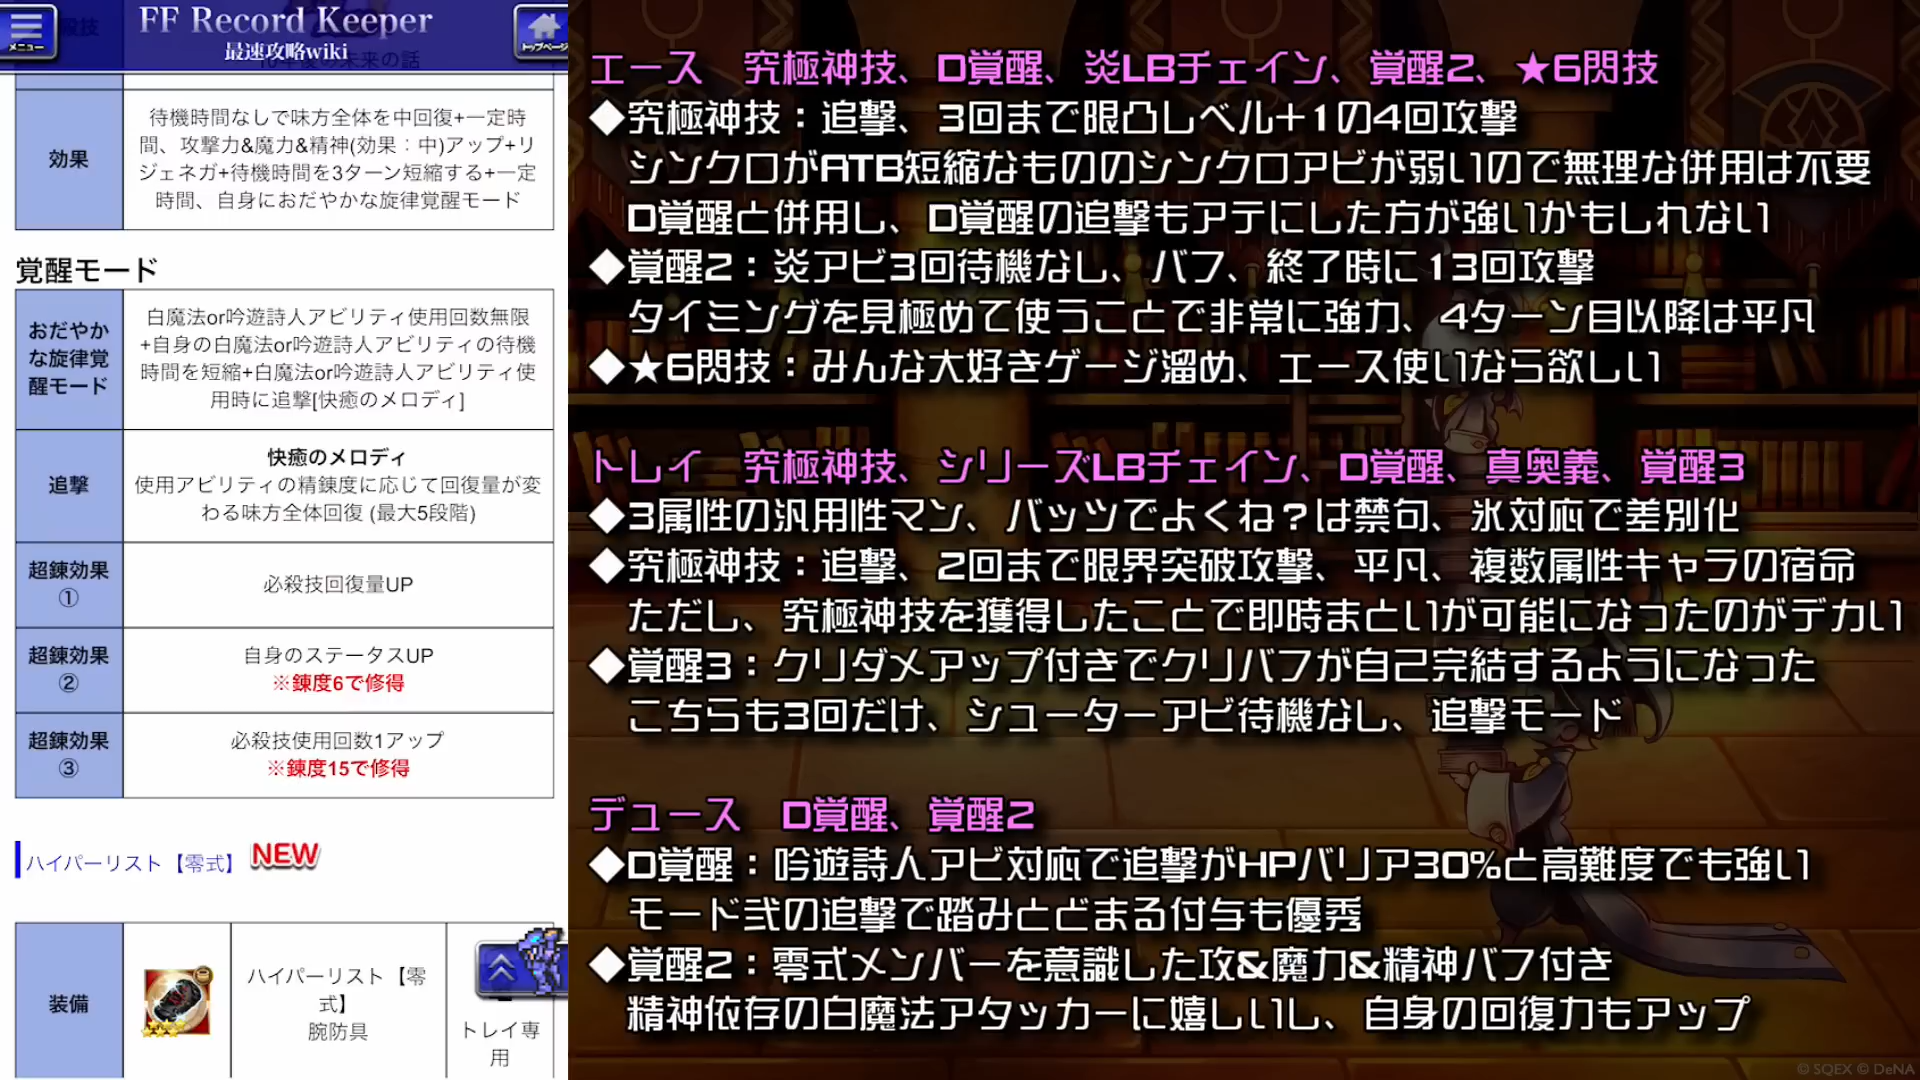 FF Record Keeper
最速攻略wiki
メニュー
トップページ
効果
待機時間なしで味方全体を中回復+一定時
間、攻撃力&魔力&精神(効果：中)アップ+リ
ジェネガ+待機時間を3ターン短縮する+一定
時間、自身におだやかな旋律覚醒モード
覚醒モード
おだやか
な旋律覚
醒モード
白魔法or吟遊詩人アビリティ使用回数無限
+自身の白魔法or吟遊詩人アビリティの待機
時間を短縮+白魔法or吟遊詩人アビリティ使
用時に追撃[快癒のメロディ]
追撃
快癒のメロディ
使用アビリティの精錬度に応じて回復量が変
わる味方全体回復 (最大5段階)
超錬効果
①
必殺技回復量UP
超錬効果
②
自身のステータスUP
※錬度6で修得
超錬効果
③
必殺技使用回数1アップ
※錬度15で修得
ハイパーリスト【零式】 NEW
装備
ハイパーリスト【零
式】
腕防具
トレイ専
用
エース　究極神技、D覚醒、炎LBチェイン、覚醒2、★6閃技
◆究極神技：追撃、3回まで限凸レベル+1の4回攻撃
シンクロがATB短縮なもののシンクロアビが弱いので無理な併用は不要
D覚醒と併用し、D覚醒の追撃もアテにした方が強いかもしれない
◆覚醒2：炎アビ3回待機なし、バフ、終了時に13回攻撃
タイミングを見極めて使うことで非常に強力、4ターン目以降は平凡
◆★6閃技：みんな大好きゲージ溜め、エース使いなら欲しい
トレイ　究極神技、シリーズLBチェイン、D覚醒、真奥義、覚醒3
◆3属性の汎用性マン、バッツでよくね？は禁句、氷対応で差別化
◆究極神技：追撃、2回まで限界突破攻撃、平凡、複数属性キャラの宿命
ただし、究極神技を獲得したことで即時まといが可能になったのがデカい
◆覚醒3：クリダメアップ付きでクリバフが自己完結するようになった
こちらも3回だけ、シューターアビ待機なし、追撃モード
デュース　D覚醒、覚醒2
◆D覚醒：吟遊詩人アビ対応で追撃がHPバリア30%と高難度でも強い
モード弐の追撃で踏みとどまる付与も優秀
◆覚醒2：零式メンバーを意識した攻&魔力&精神バフ付き
精神依存の白魔法アタッカーに嬉しいし、自身の回復力もアップ
© SQEX © DeNA